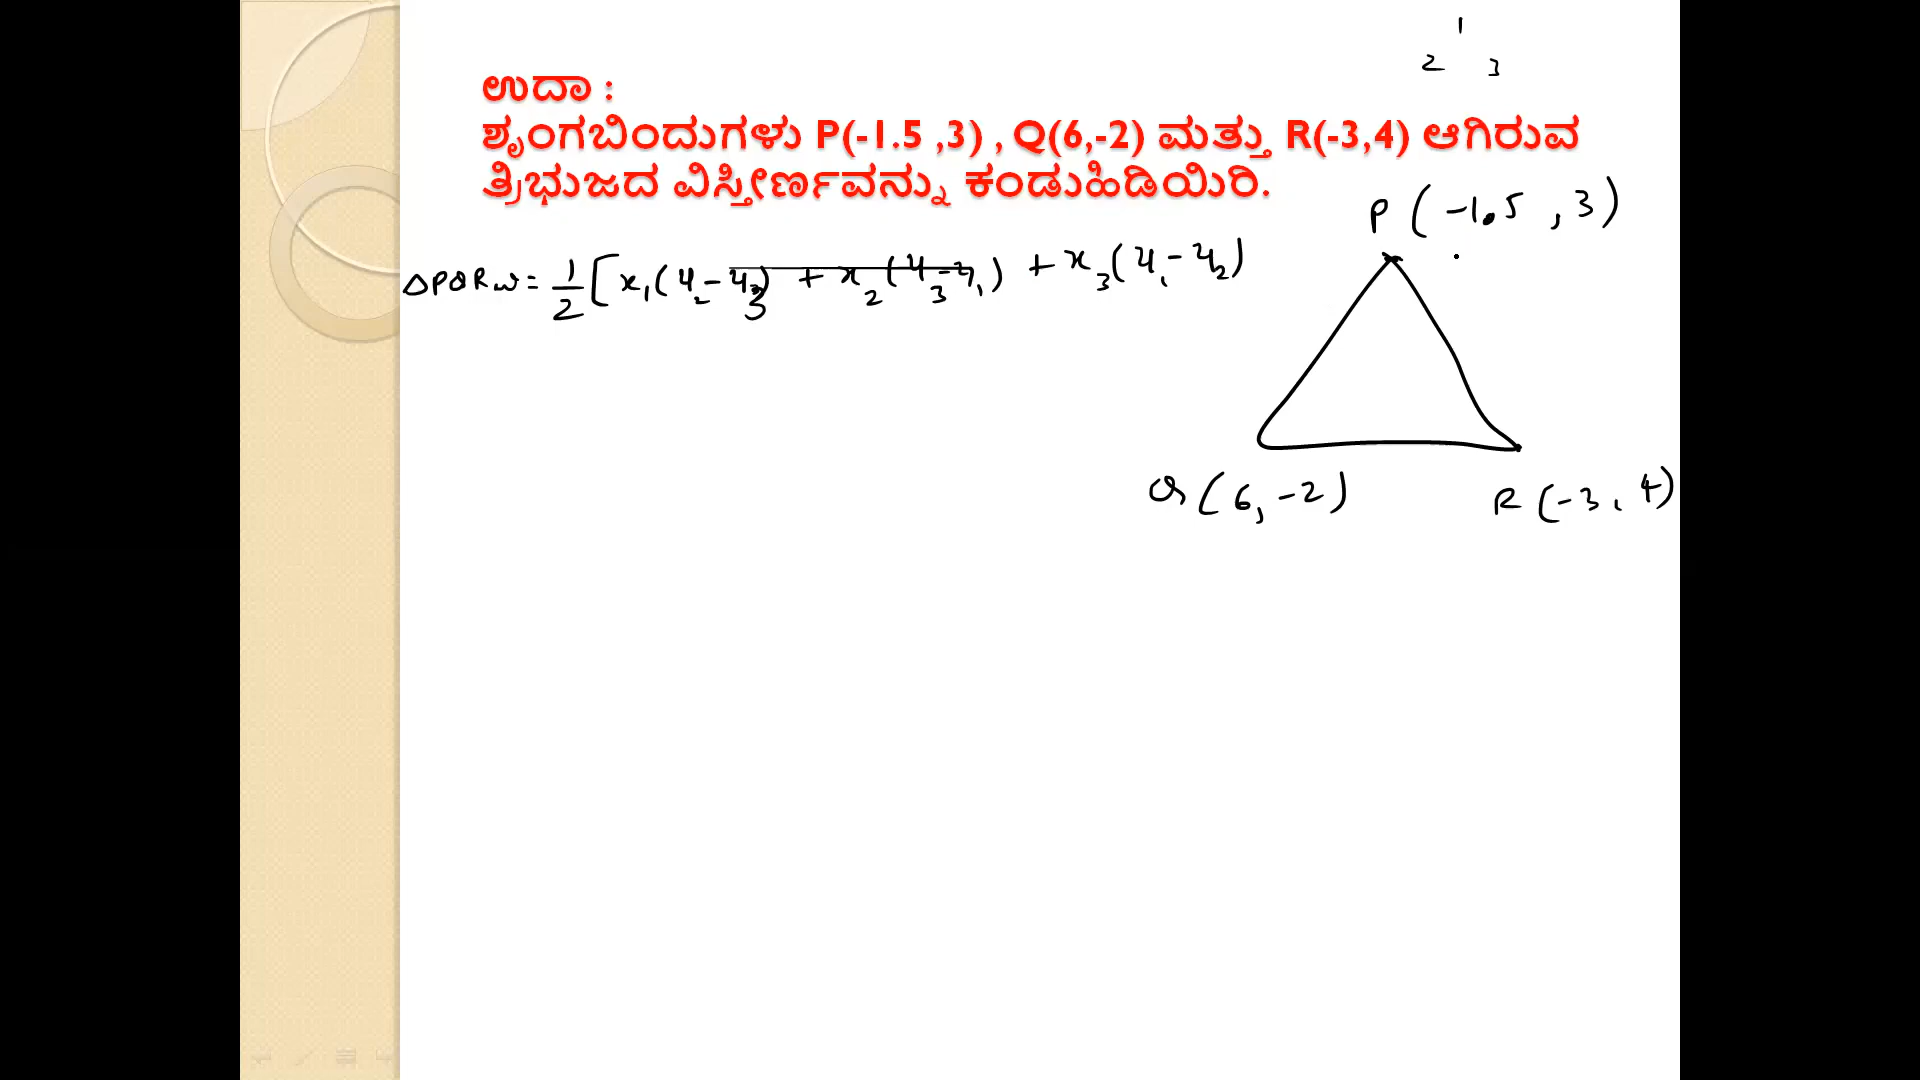 1
2 3
ಉದಾ :
ಶೃಂಗಬಿಂದುಗಳು P(-1.5 ,3) , Q(6,-2) ಮತ್ತು R(-3,4) ಆಗಿರುವ
ತ್ರಿಭುಜದ ವಿಸ್ತೀರ್ಣವನ್ನು ಕಂಡುಹಿಡಿಯಿರಿ.
P (-1.5 , 3)
ΔPQR ವಿ = 1/2 [x₁(y₂-y₃) + x₂(y₃-y₁) + x₃(y₁-y₂)
Q (6, -2) R (-3, 4)